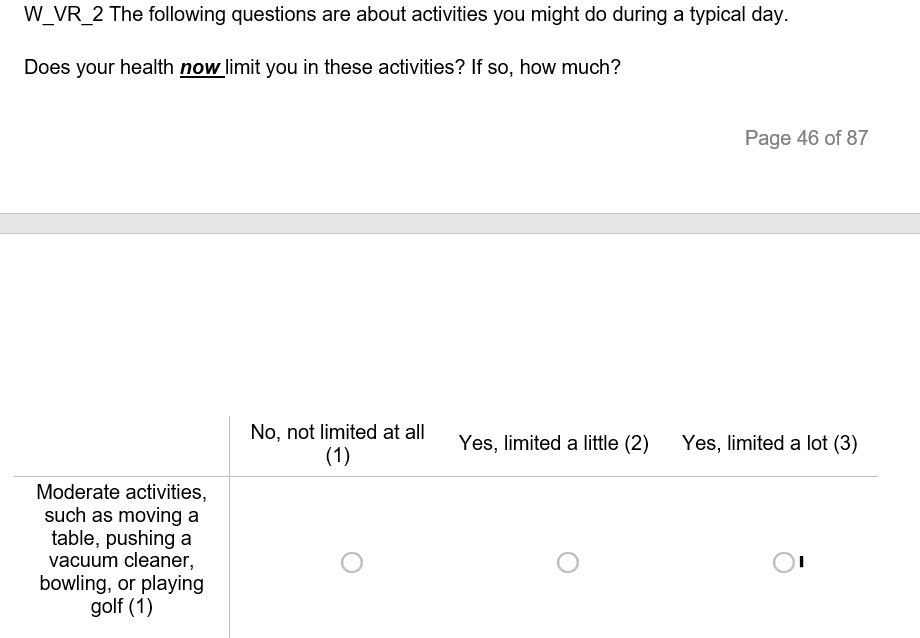 W_VR_2 The following questions are about activities you might do during a typical day.
Does your health now limit you in these activities? If so, how much?
Page 46 of 87
No, not limited at all
(1)
Yes, limited a little (2)
Yes, limited a lot (3)
Moderate activities,
such as moving a
table, pushing a
vacuum cleaner,
bowling, or playing
golf (1)